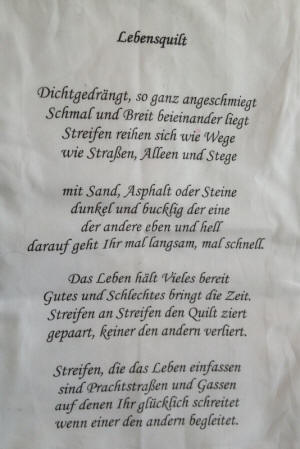 Lebensquilt
Dichtgedrängt, so ganz angeschmiegt
Schmal und Breit beieinander liegt
Streifen reihen sich wie Wege
wie Straßen, Alleen und Stege
mit Sand, Asphalt oder Steine
dunkel und bucklig der eine
der andere eben und hell
darauf geht Ihr mal langsam, mal schnell.
Das Leben hält Vieles bereit
Gutes und Schlechtes bringt die Zeit.
Streifen an Streifen den Quilt ziert
gepaart, keiner den andern verliert.
Streifen, die das Leben einfassen
sind Prachtstraßen und Gassen
auf denen Ihr glücklich schreitet
wenn einer den andern begleitet.